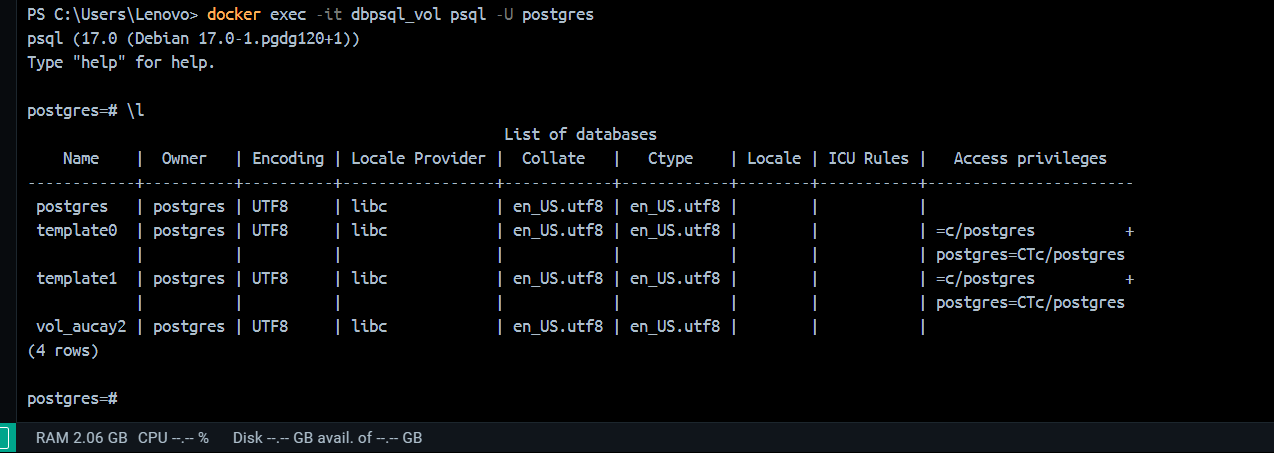 PS C:\Users\Lenovo> docker exec -it dbpsql_vol psql -U postgres
psql (17.0 (Debian 17.0-1.pgdg120+1))
Type "help" for help.

postgres=# \l
                                                     List of databases
    Name    |  Owner   | Encoding | Locale Provider |  Collate   |   Ctype    | Locale | ICU Rules |   Access privileges
------------+----------+----------+-----------------+------------+------------+--------+-----------+-----------------------
 postgres   | postgres | UTF8     | libc            | en_US.utf8 | en_US.utf8 |        |           |
 template0  | postgres | UTF8     | libc            | en_US.utf8 | en_US.utf8 |        |           | =c/postgres          +
            |          |          |                 |            |            |        |           | postgres=CTc/postgres
 template1  | postgres | UTF8     | libc            | en_US.utf8 | en_US.utf8 |        |           | =c/postgres          +
            |          |          |                 |            |            |        |           | postgres=CTc/postgres
 vol_aucay2 | postgres | UTF8     | libc            | en_US.utf8 | en_US.utf8 |        |           |
(4 rows)

postgres=#
RAM 2.06 GB CPU --.-- % Disk --.-- GB avail. of --.-- GB